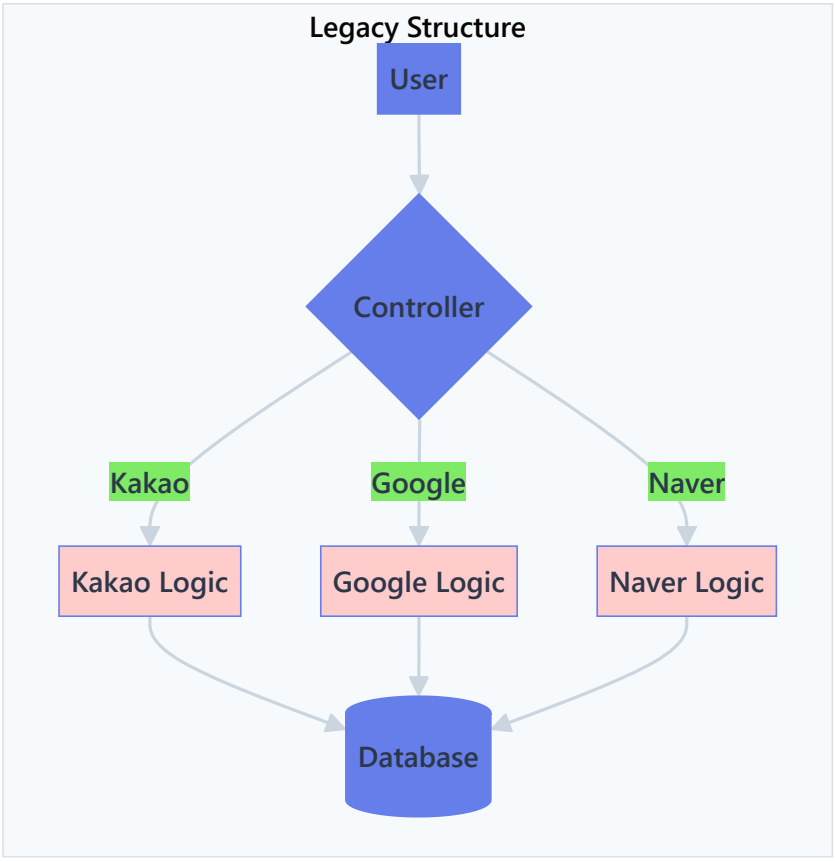 Legacy Structure
User
Controller
Kakao
Google
Naver
Kakao Logic
Google Logic
Naver Logic
Database